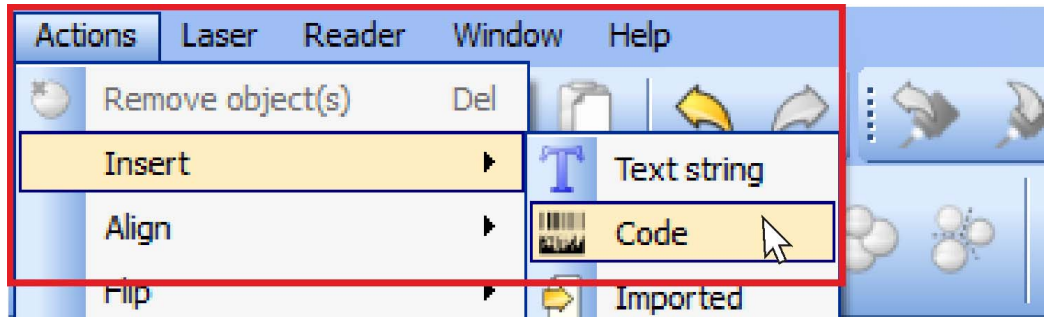 Actions Laser Reader Window Help
Remove object(s) Del
Insert Text string
Align Code
Flip Imported